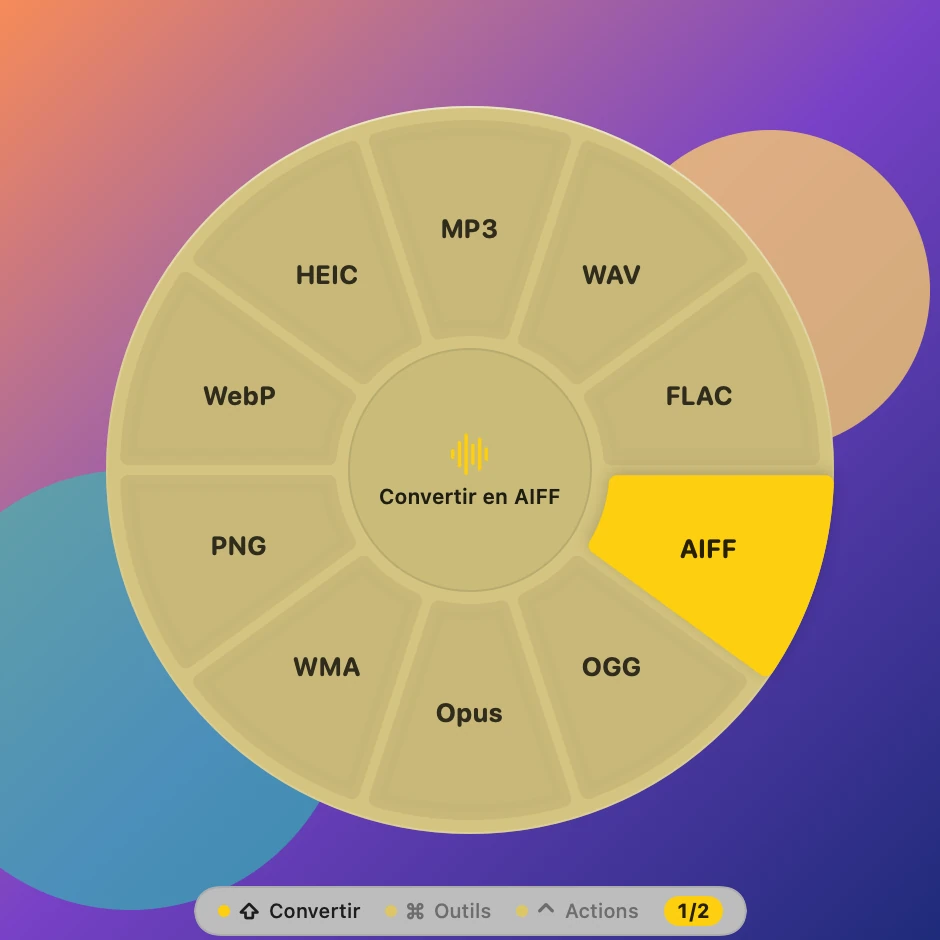 MP3
HEIC
WAV
WebP
FLAC
Convertir en AIFF
PNG
AIFF
WMA
OGG
Opus
⇧ Convertir ⌘ Outils ⌃ Actions 1/2